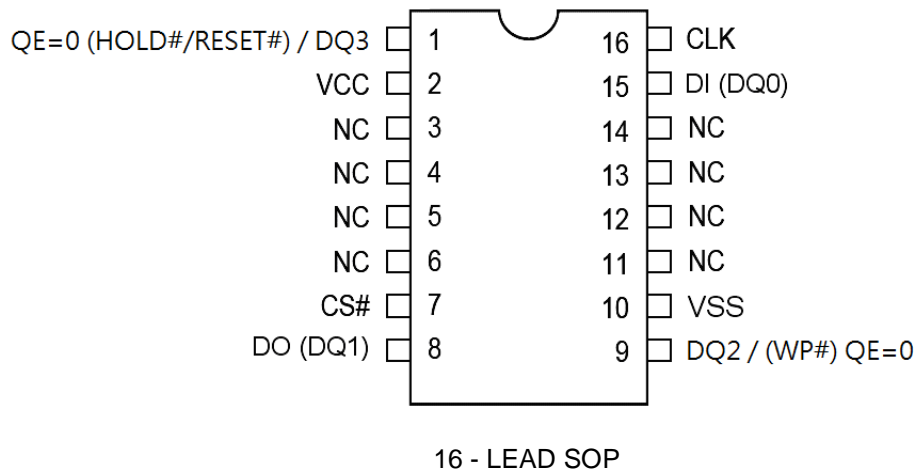 QE=0 (HOLD#/RESET#) / DQ3 1 16 CLK
VCC 2 15 DI (DQ0)
NC 3 14 NC
NC 4 13 NC
NC 5 12 NC
NC 6 11 NC
CS# 7 10 VSS
DO (DQ1) 8 9 DQ2 / (WP#) QE=0
16 - LEAD SOP